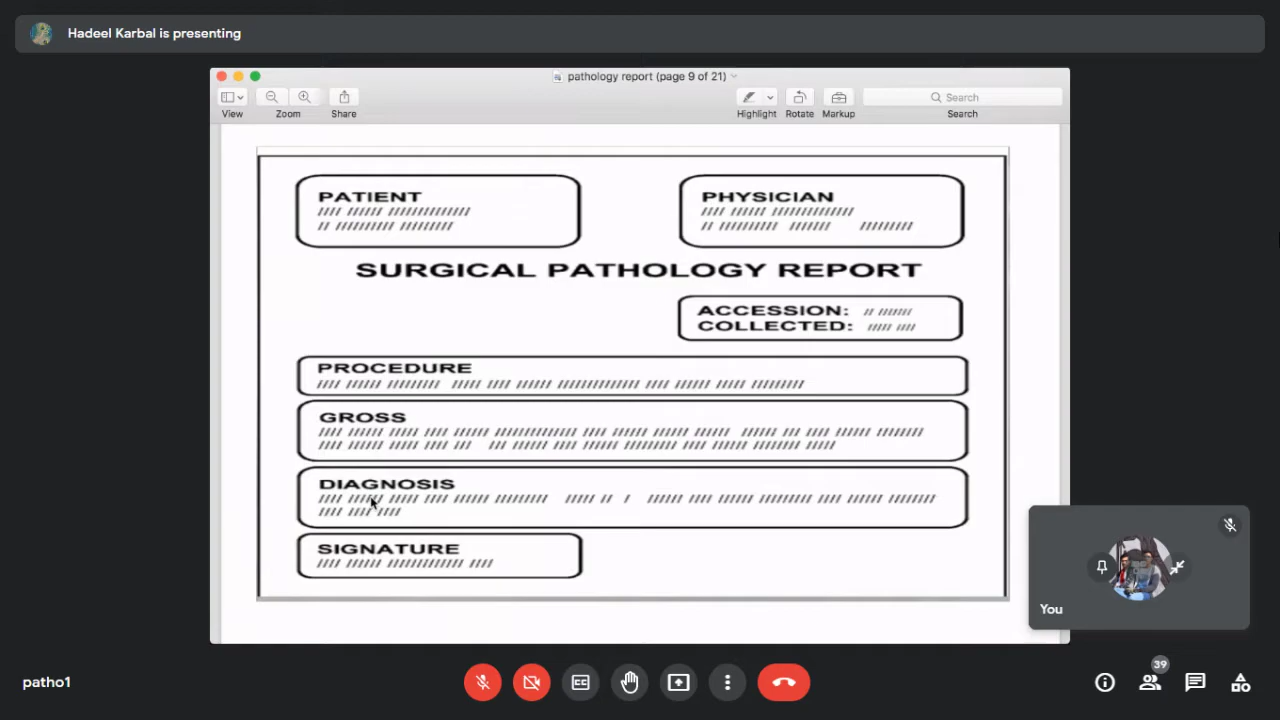 Hadeel Karbal is presenting
pathology report (page 9 of 21)
View
Zoom
Share
Highlight
Rotate
Markup
Search
Search
PATIENT
PHYSICIAN
SURGICAL PATHOLOGY REPORT
ACCESSION:
COLLECTED:
PROCEDURE
GROSS
DIAGNOSIS
SIGNATURE
You
patho1
CC
39